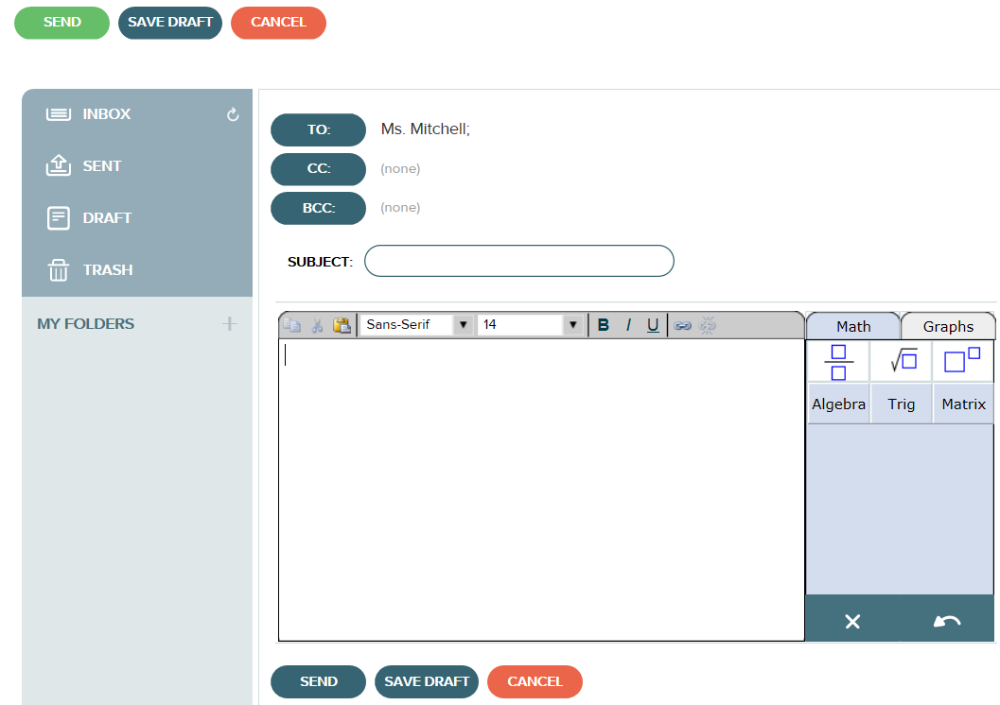 SEND SAVE DRAFT CANCEL
INBOX
SENT
DRAFT
TRASH
MY FOLDERS
TO: Ms. Mitchell;
CC: (none)
BCC: (none)
SUBJECT:
Sans-Serif 14 B I U
Math Graphs
Algebra Trig Matrix
SEND SAVE DRAFT CANCEL